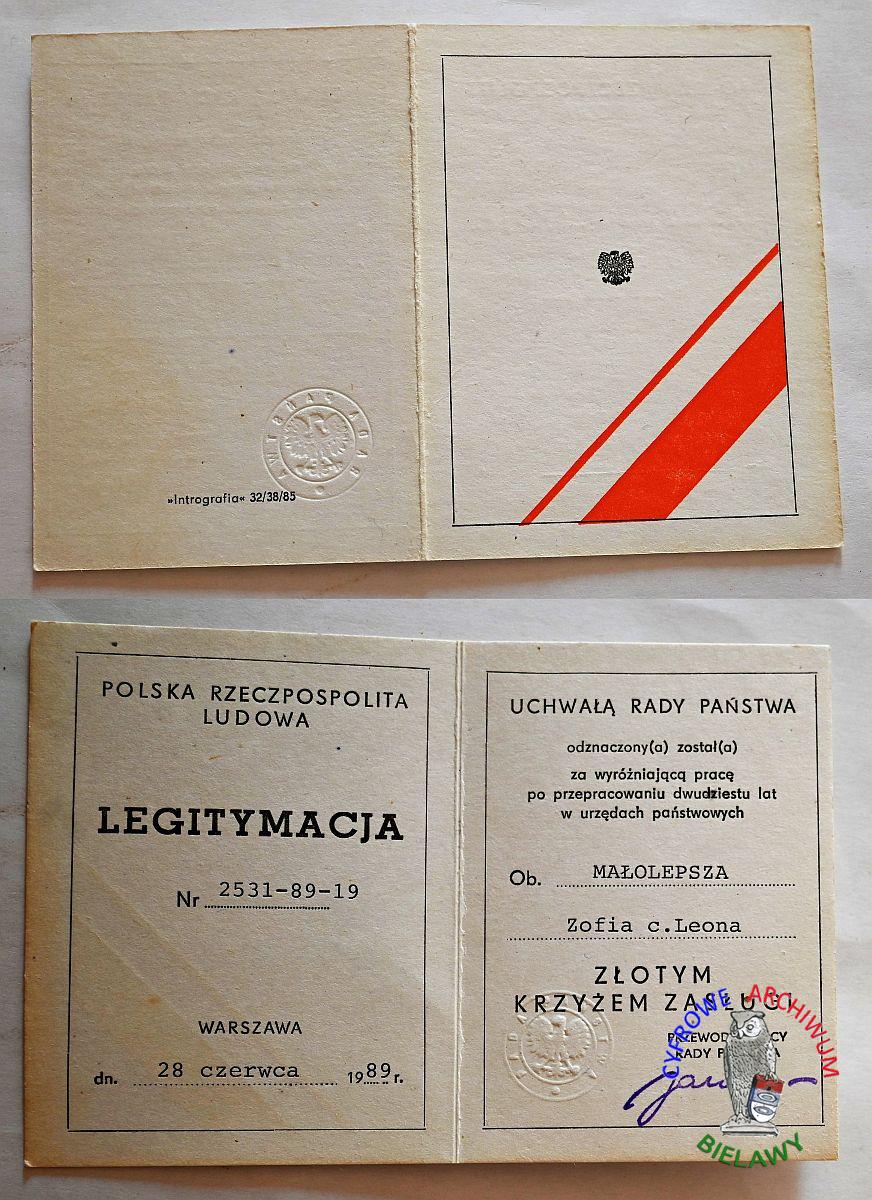 »Intrografia« 32/38/85
POLSKA RZECZPOSPOLITA
LUDOWA
LEGITYMACJA
Nr 2531-89-19
WARSZAWA
dn. 28 czerwca 1989 r.
UCHWAŁĄ RADY PAŃSTWA
odznaczony(a) został(a)
za wyróżniającą pracę
po przepracowaniu dwudziestu lat
w urzędach państwowych
Ob. MAŁOLEPSZA
Zofia c.Leona
ZŁOTYM
KRZYŻEM ZASŁUGI
RADY
CYFROWE ARCHIWUM
BIELAWY